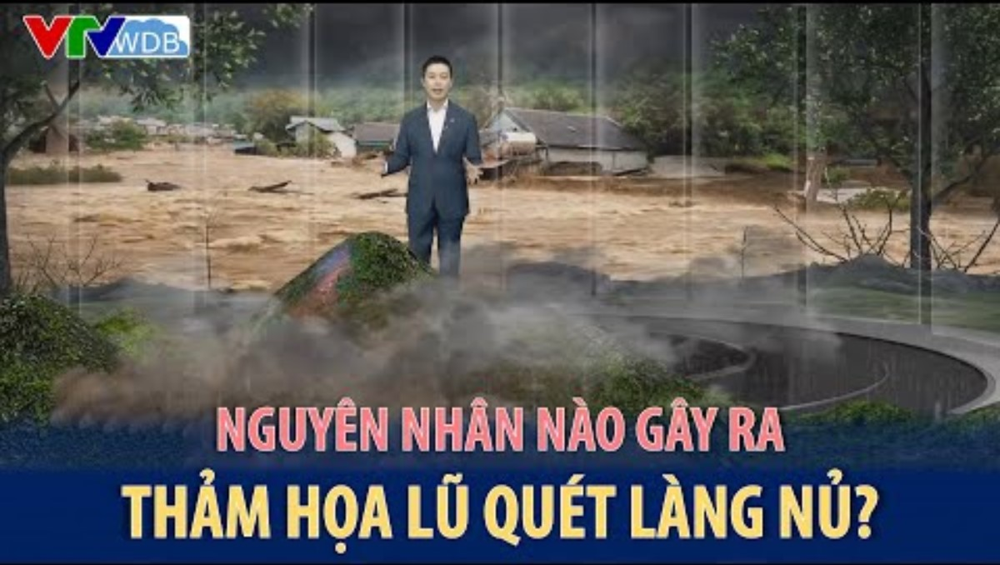 VTV WDB
NGUYÊN NHÂN NÀO GÂY RA
THẢM HỌA LŨ QUÉT LÀNG NỦ?